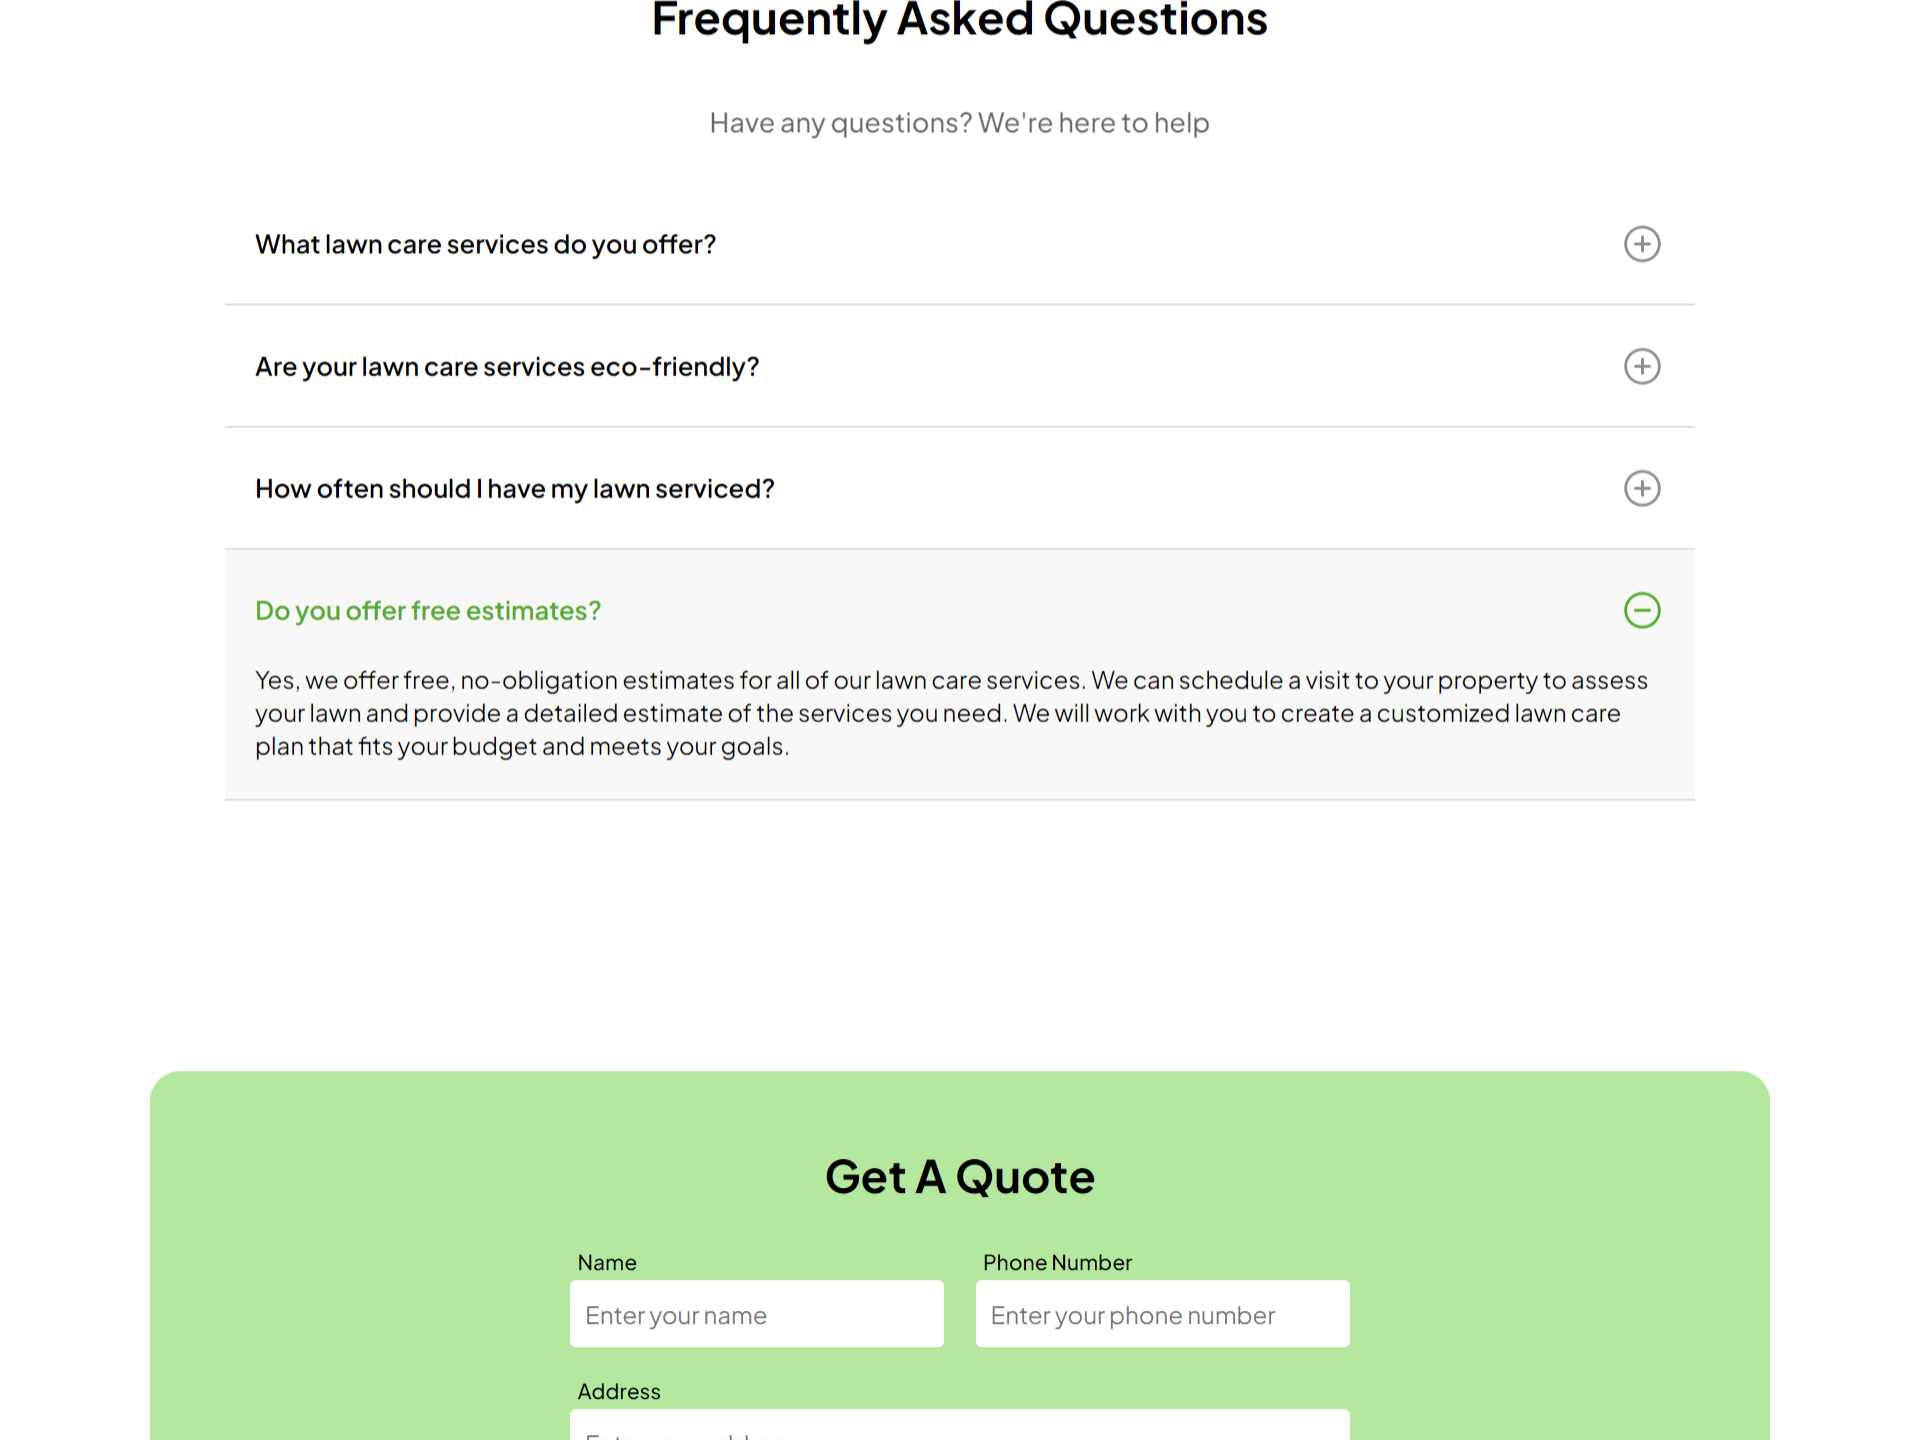 Frequently Asked Questions
Have any questions? We're here to help
What lawn care services do you offer?
Are your lawn care services eco-friendly?
How often should I have my lawn serviced?
Do you offer free estimates?
Yes, we offer free, no-obligation estimates for all of our lawn care services. We can schedule a visit to your property to assess
your lawn and provide a detailed estimate of the services you need. We will work with you to create a customized lawn care
plan that fits your budget and meets your goals.
Get A Quote
Name
Phone Number
Enter your name
Enter your phone number
Address